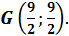 G (9/2 ; 9/2).